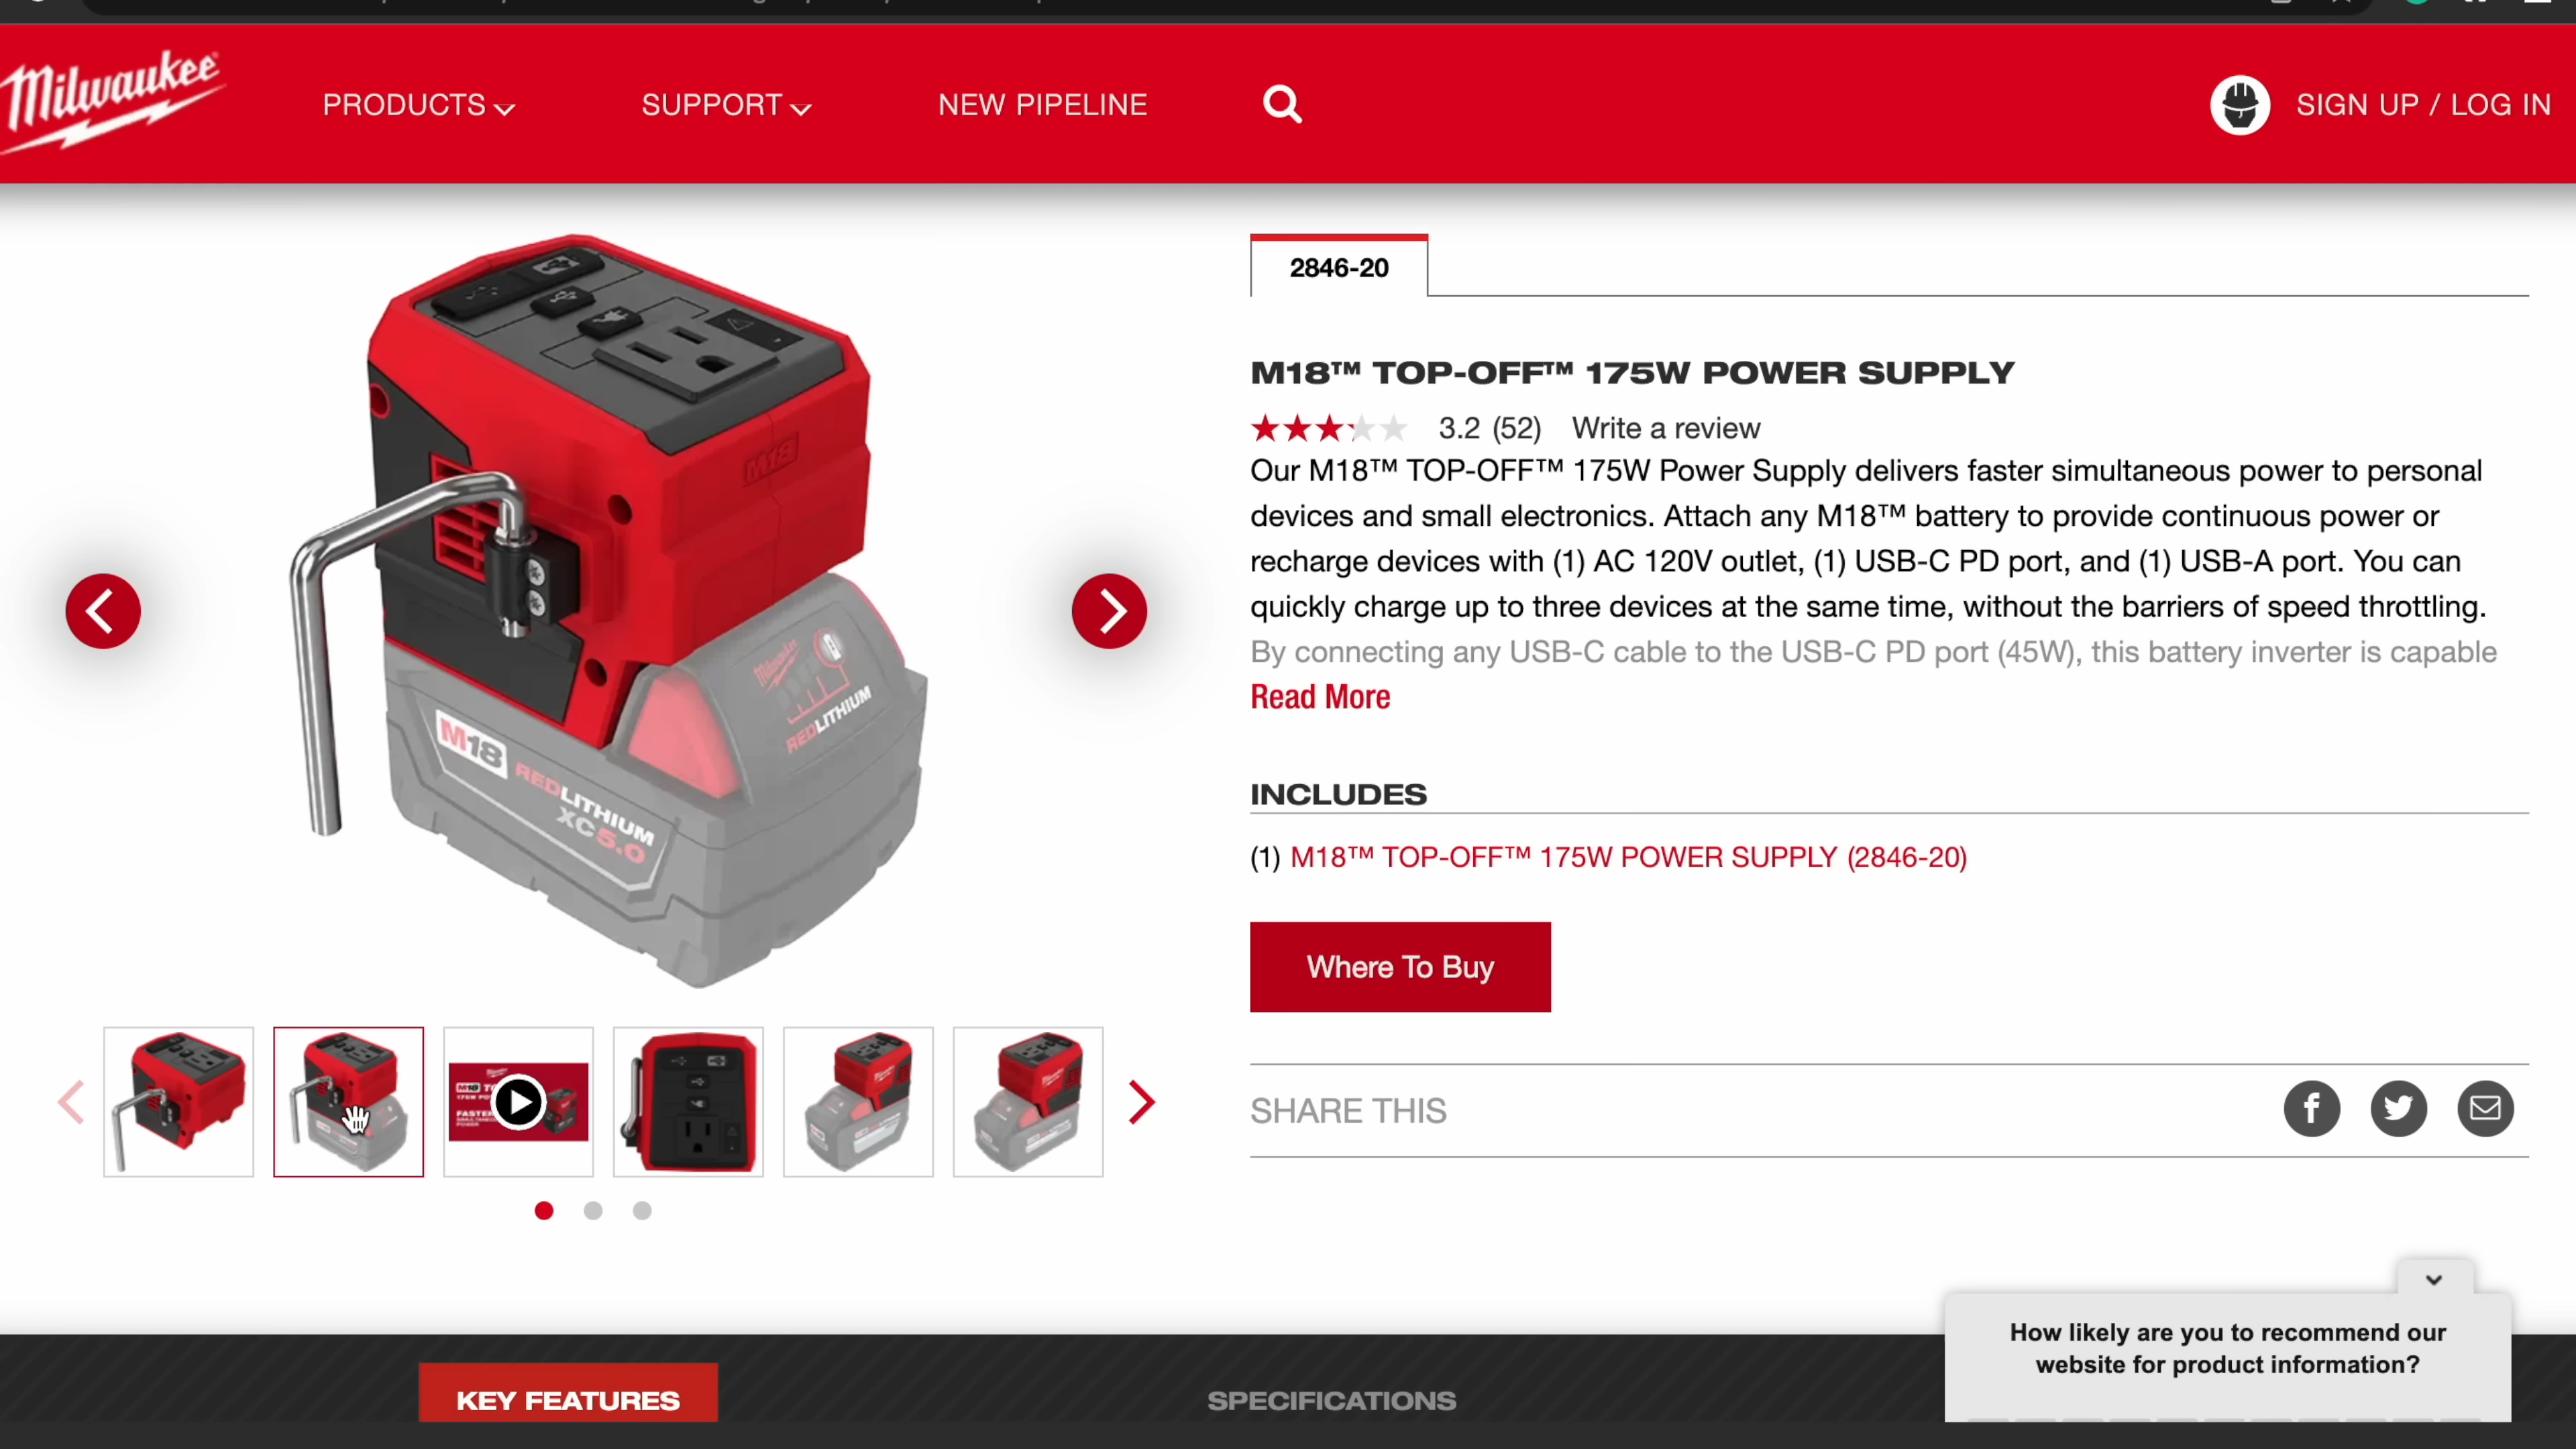 Milwaukee
PRODUCTS
SUPPORT
NEW PIPELINE
SIGN UP / LOG IN
2846-20
M18™ TOP-OFF™ 175W POWER SUPPLY
3.2 (52) Write a review
Our M18™ TOP-OFF™ 175W Power Supply delivers faster simultaneous power to personal
devices and small electronics. Attach any M18™ battery to provide continuous power or
recharge devices with (1) AC 120V outlet, (1) USB-C PD port, and (1) USB-A port. You can
quickly charge up to three devices at the same time, without the barriers of speed throttling.
By connecting any USB-C cable to the USB-C PD port (45W), this battery inverter is capable
Read More
INCLUDES
(1) M18™ TOP-OFF™ 175W POWER SUPPLY (2846-20)
Where To Buy
SHARE THIS
M18
Milwaukee
REDLITHIUM
M18
REDLITHIUM
XC5.0
KEY FEATURES
SPECIFICATIONS
How likely are you to recommend our
website for product information?